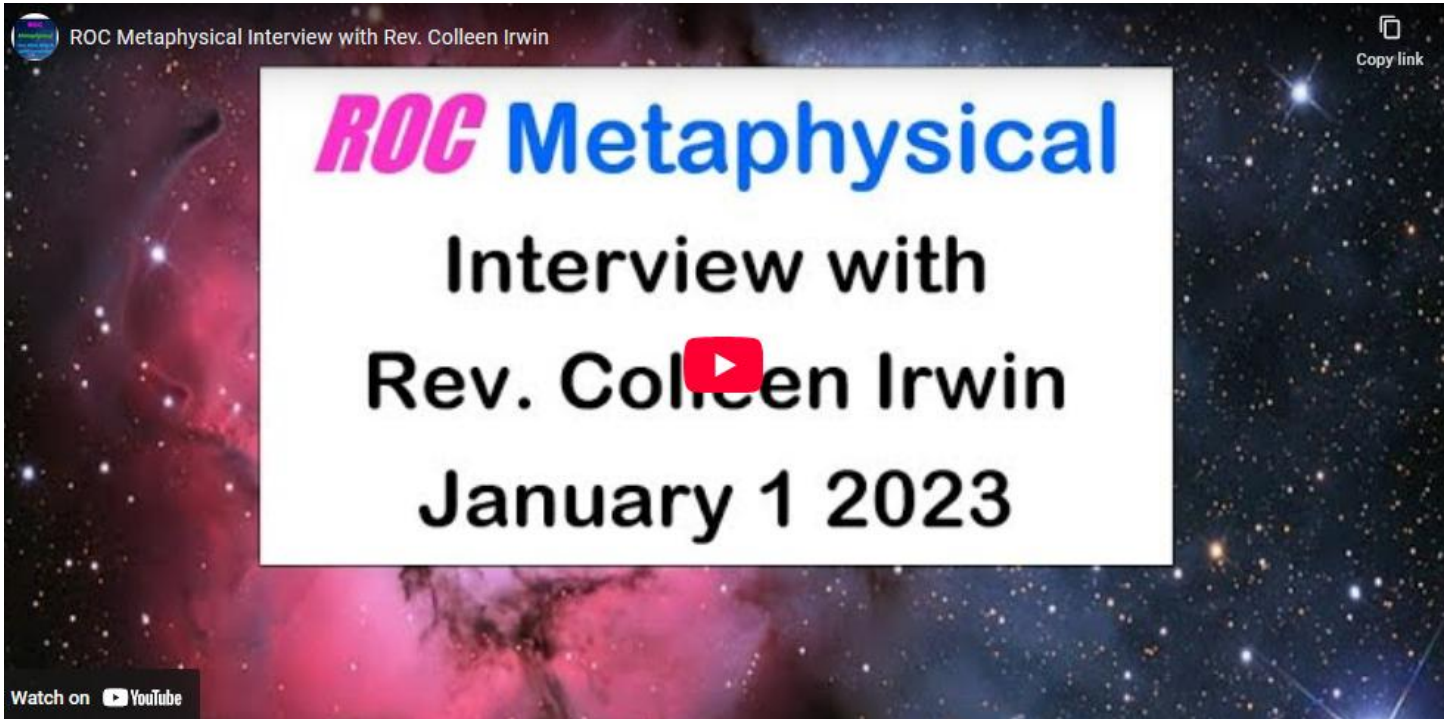 ROC Metaphysical Interview with Rev. Colleen Irwin
Copy link
ROC Metaphysical
Interview with
Rev. Colleen Irwin
January 1 2023
Watch on YouTube